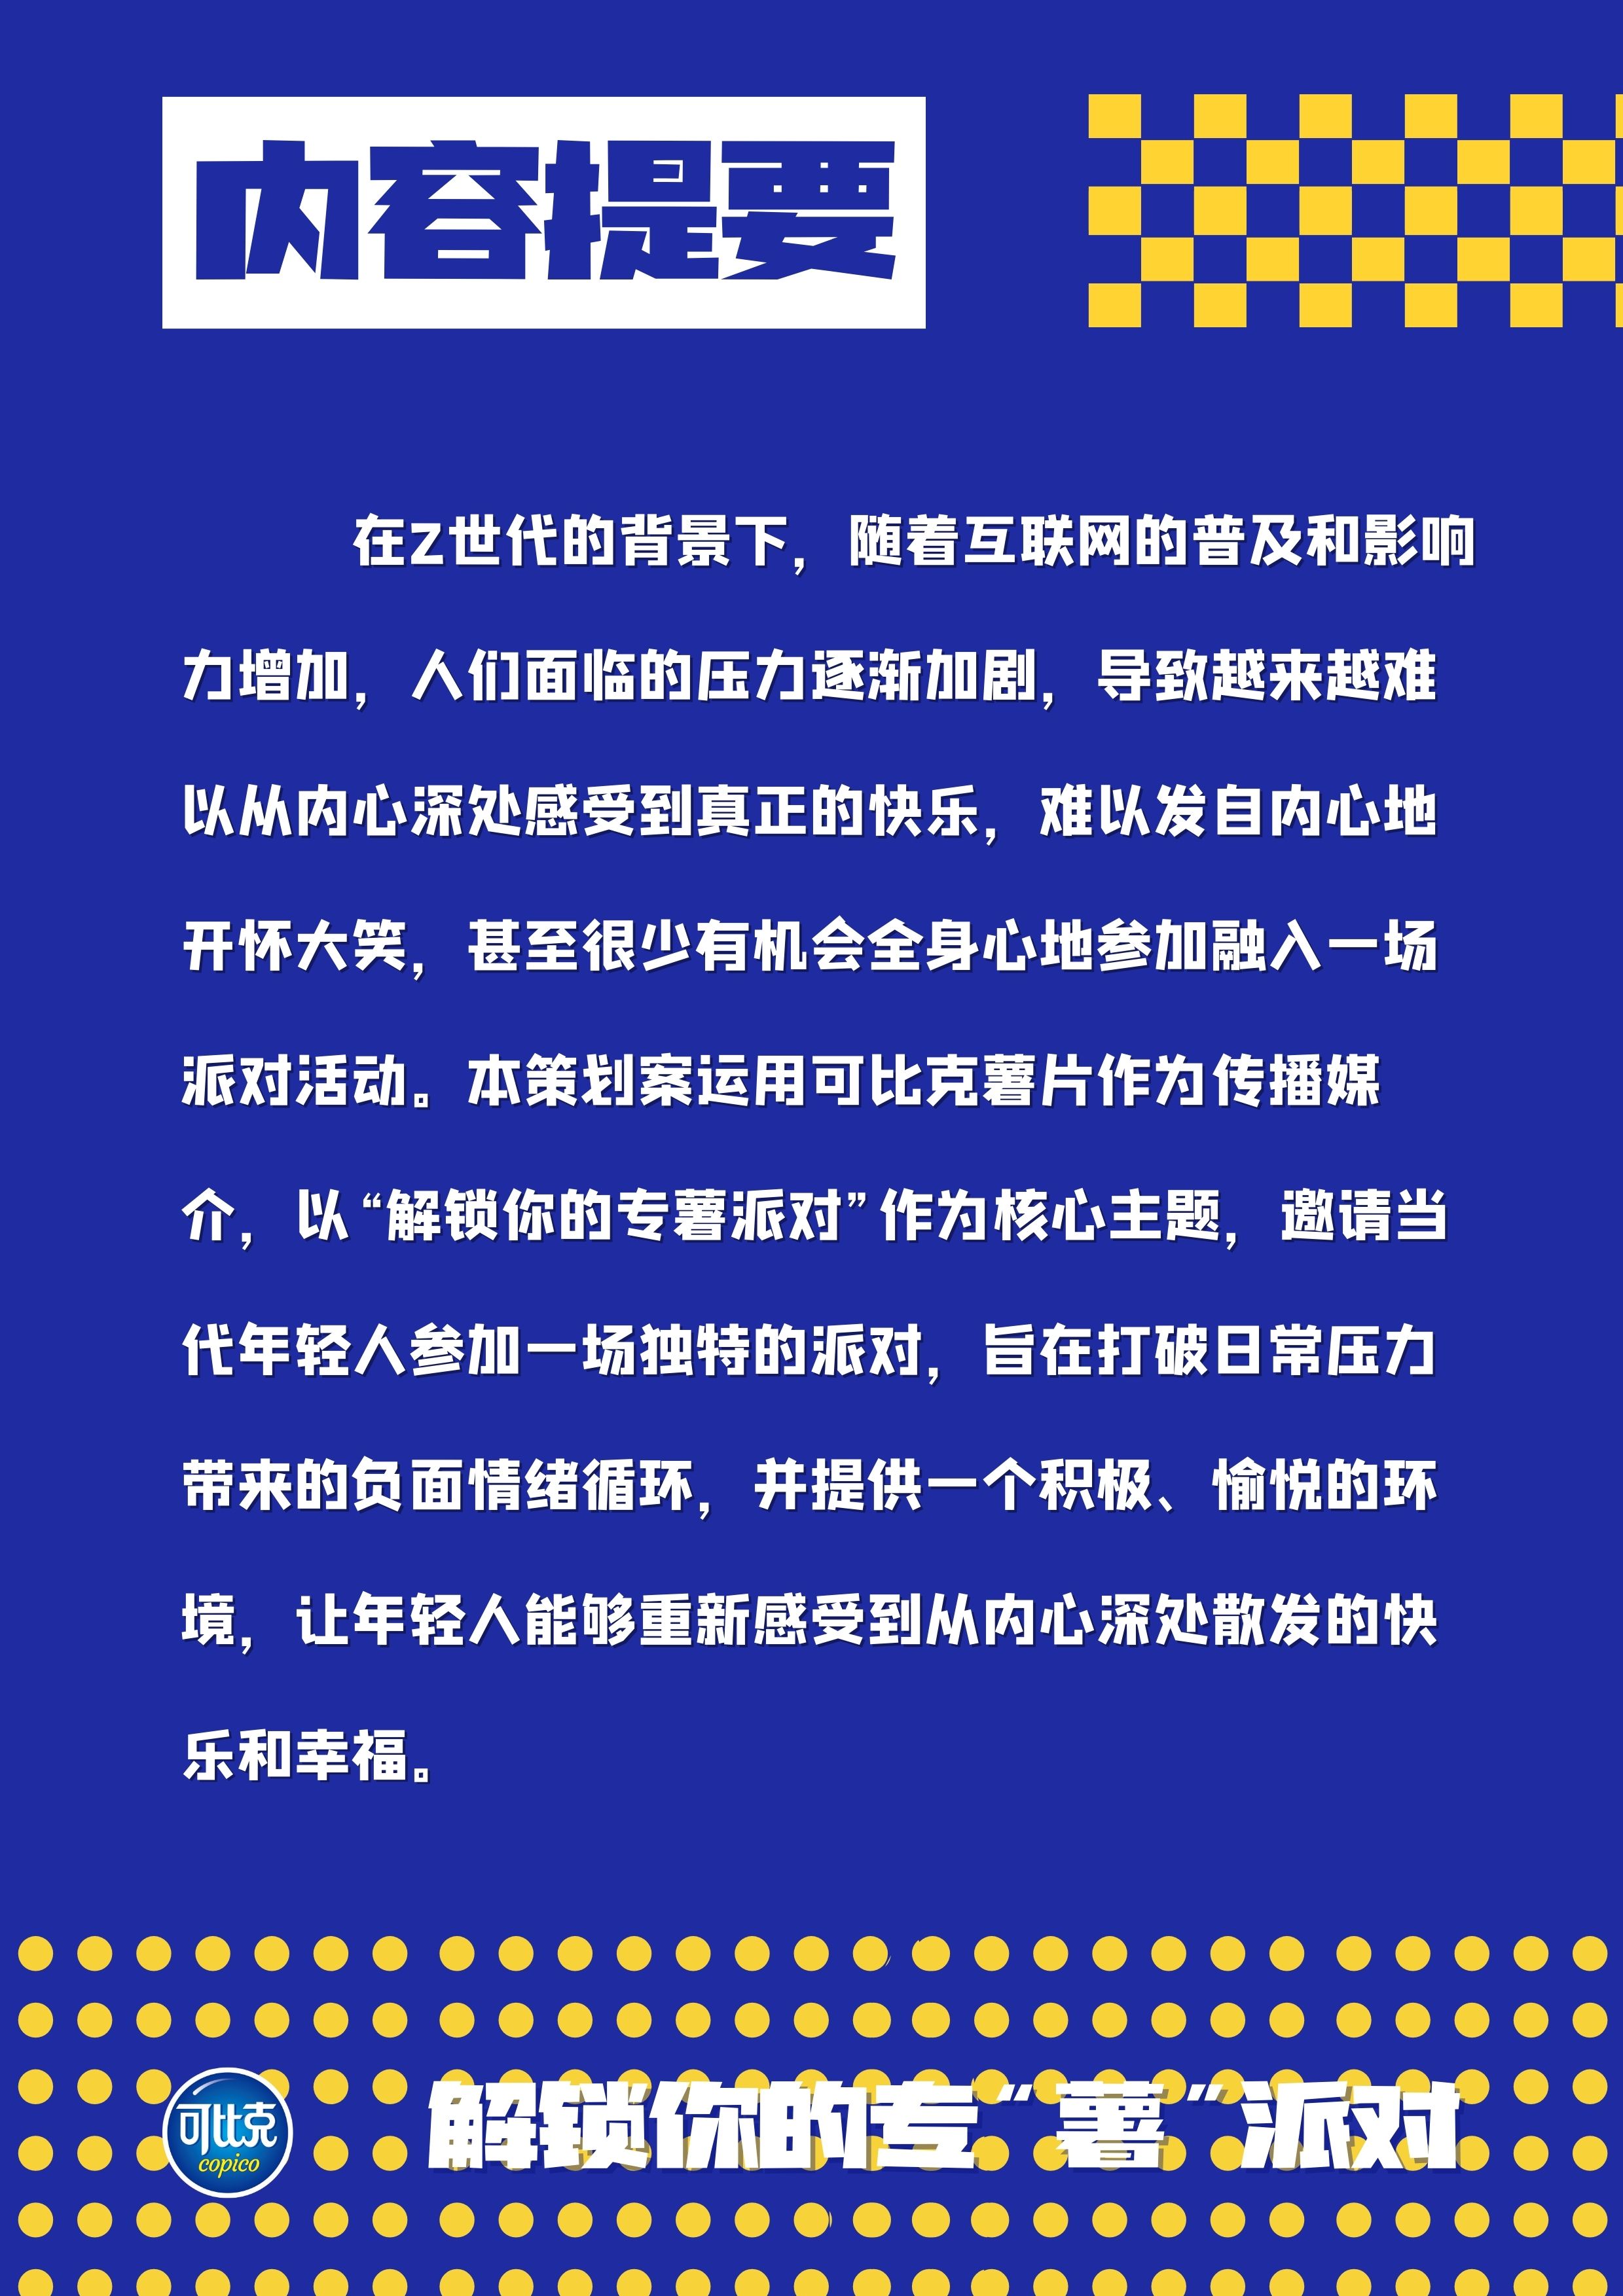 内容提要
在Z世代的背景下，随着互联网的普及和影响
力增加，人们面临的压力逐渐加剧，导致越来越难
以从内心深处感受到真正的快乐，难以发自内心地
开怀大笑，甚至很少有机会全身心地参加融入一场
派对活动。本策划案运用可比克薯片作为传播媒
介，以“解锁你的专薯派对”作为核心主题，邀请当
代年轻人参加一场独特的派对，旨在打破日常压力
带来的负面情绪循环，并提供一个积极、愉悦的环
境，让年轻人能够重新感受到从内心深处散发的快
乐和幸福。
可比克
copico
解锁你的专“薯”派对